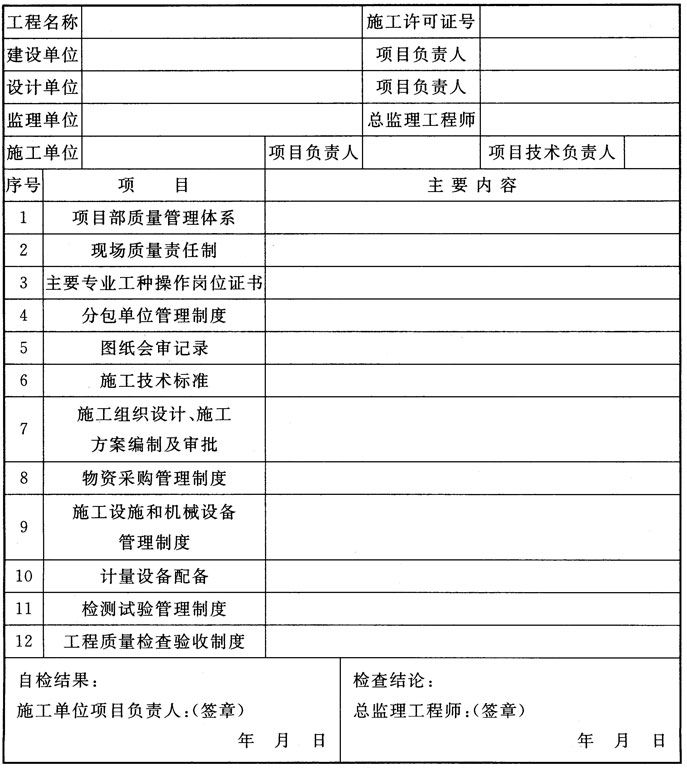 工程名称 施工许可证号
建设单位 项目负责人
设计单位 项目负责人
监理单位 总监理工程师
施工单位 项目负责人 项目技术负责人
序号 项 目 主要内容
1 项目部质量管理体系
2 现场质量责任制
3 主要专业工种操作岗位证书
4 分包单位管理制度
5 图纸会审记录
6 施工技术标准
7 施工组织设计、施工
方案编制及审批
8 物资采购管理制度
9 施工设施和机械设备
管理制度
10 计量设备配备
11 检测试验管理制度
12 工程质量检查验收制度
自检结果:
施工单位项目负责人:(签章)
年 月 日
检查结论:
总监理工程师:(签章)
年 月 日